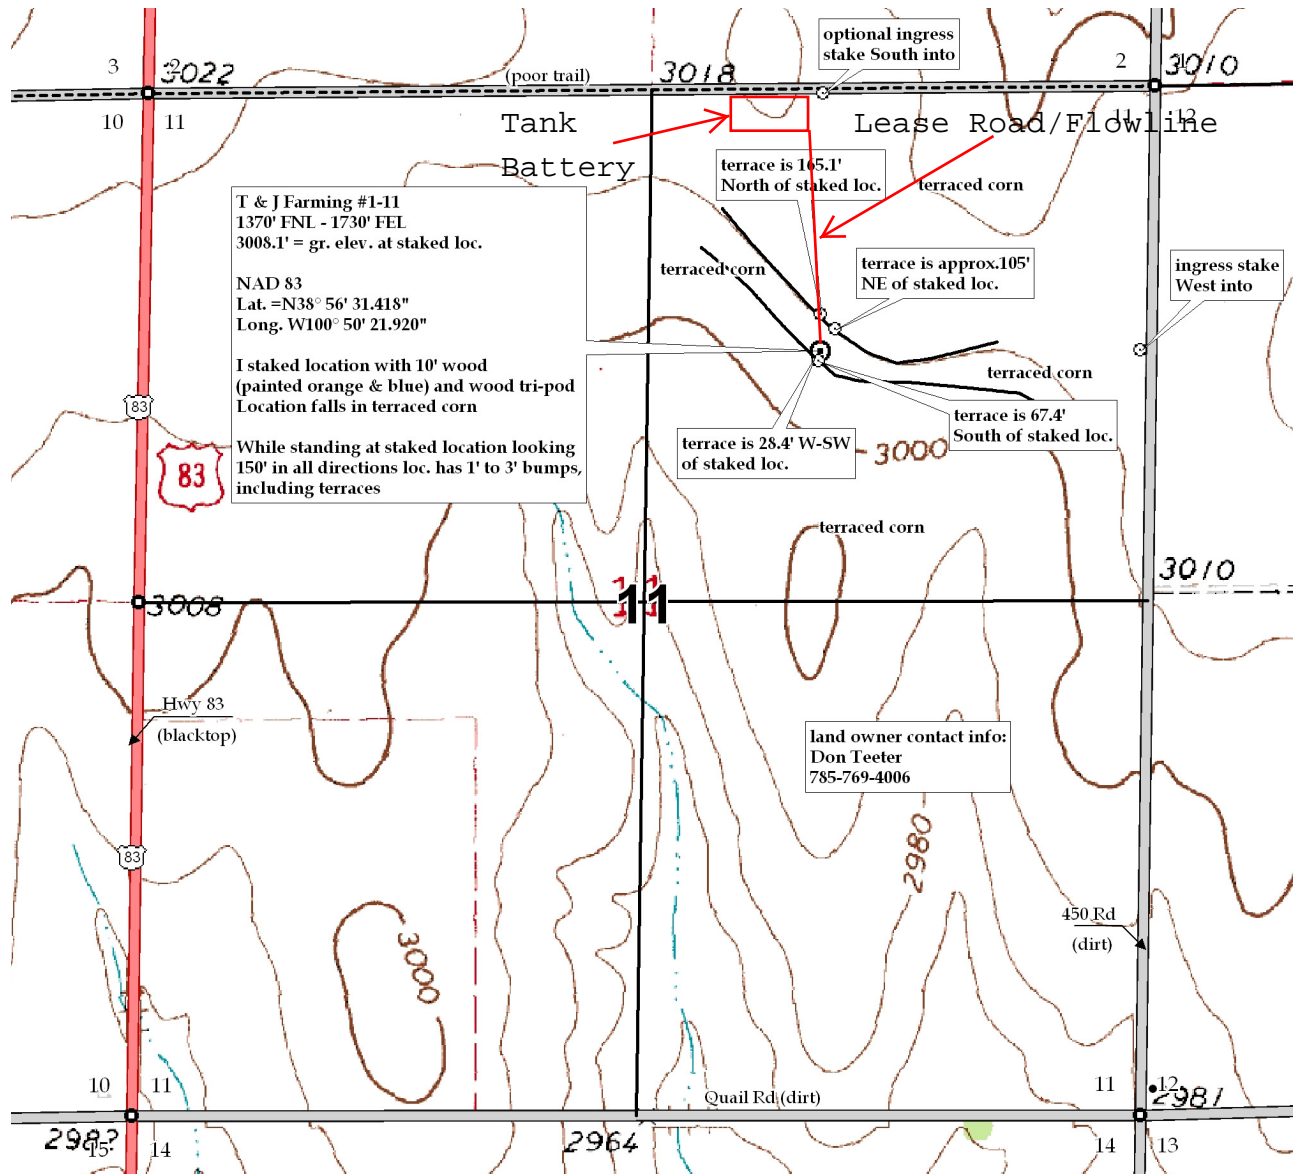 optional ingress
stake South into
3
2
3022
(poor trail)
3018
2
1
3010
10
11
11
12
Tank
Battery
Lease Road/Flowline
terrace is 165.1'
North of staked loc.
terraced corn
T & J Farming #1-11
1370' FNL - 1730' FEL
3008.1' = gr. elev. at staked loc.
NAD 83
Lat. =N38° 56' 31.418"
Long. W100° 50' 21.920"
I staked location with 10' wood
(painted orange & blue) and wood tri-pod
Location falls in terraced corn
While standing at staked location looking
150' in all directions loc. has 1' to 3' bumps,
including terraces
terraced corn
terrace is approx.105'
NE of staked loc.
ingress stake
West into
terraced corn
83
83
terrace is 67.4'
South of staked loc.
terrace is 28.4' W-SW
of staked loc.
3000
terraced corn
3010
3008
11
11
Hwy 83
(blacktop)
land owner contact info:
Don Teeter
785-769-4006
2980
83
450 Rd
(dirt)
3000
10
11
11
12
Quail Rd (dirt)
2981
2982
15
14
2964
14
13